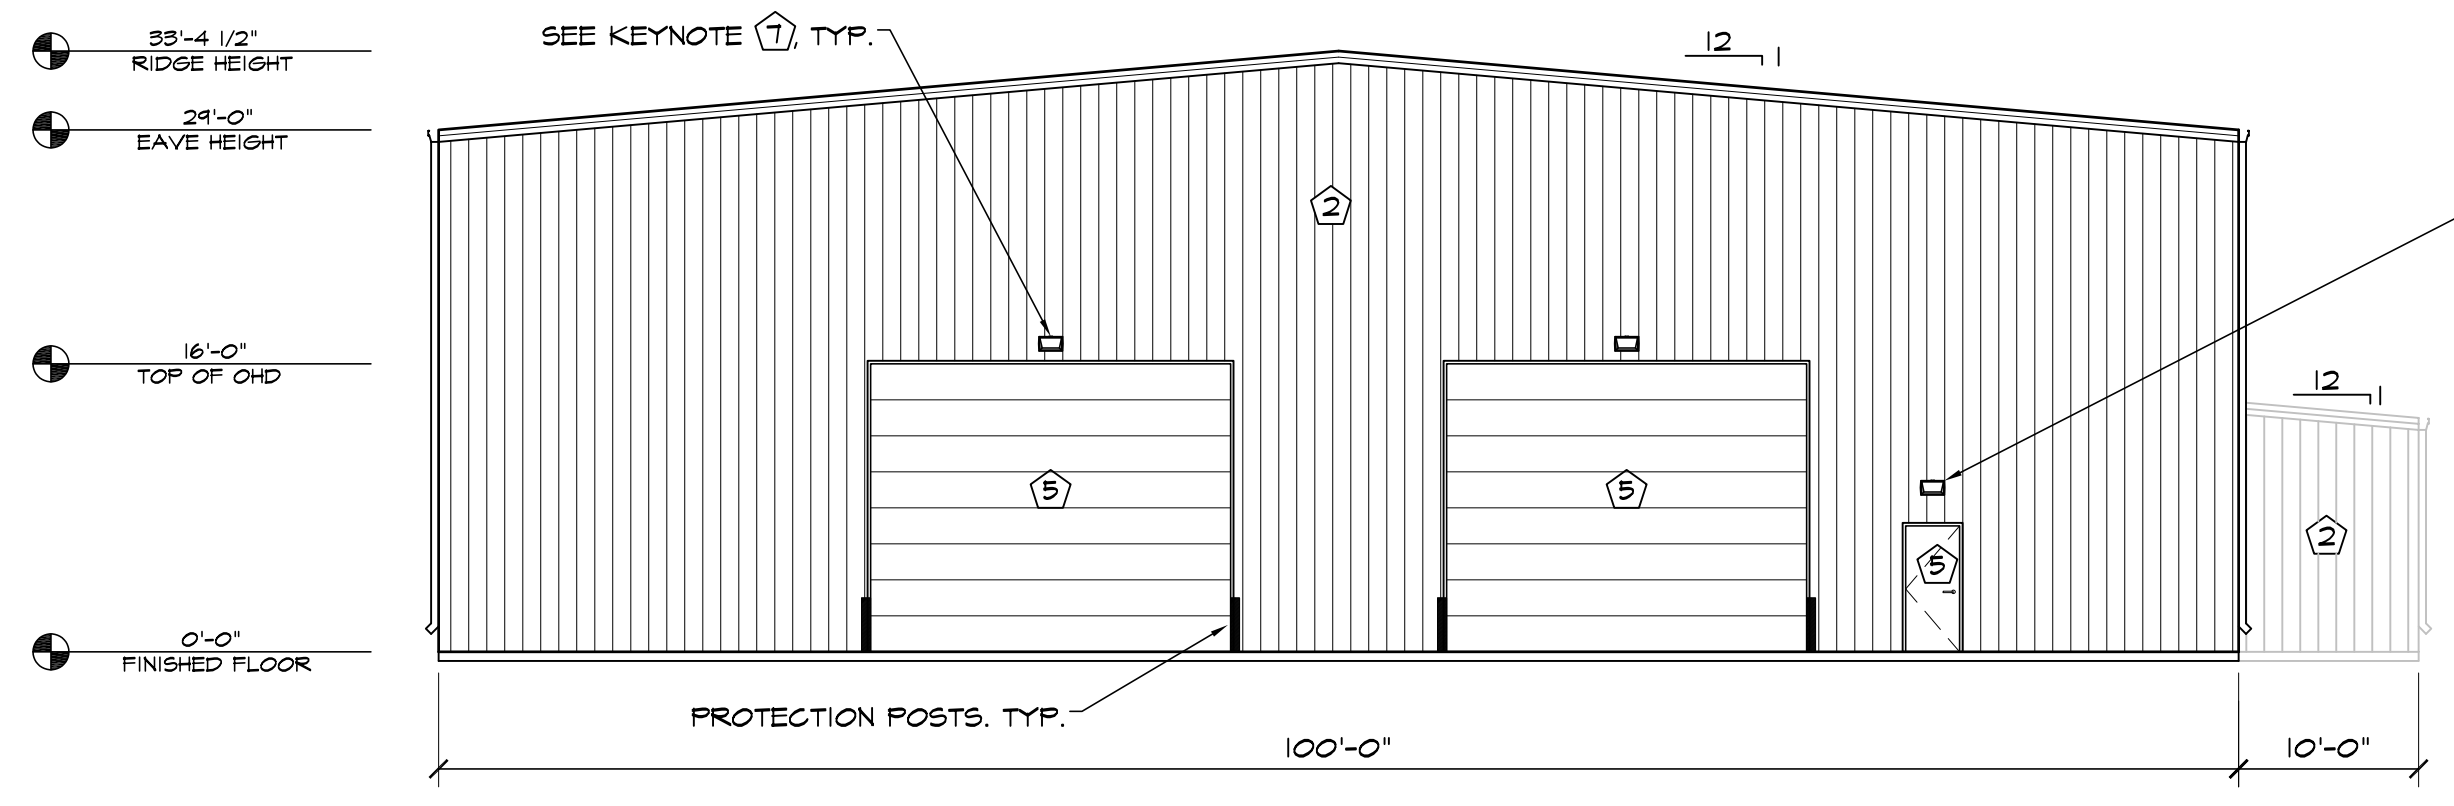 33'-4 1/2"
RIDGE HEIGHT
29'-0"
EAVE HEIGHT
16'-0"
TOP OF OHD
0'-0"
FINISHED FLOOR
SEE KEYNOTE 7, TYP.
12
1
2
5
5
5
12
1
2
PROTECTION POSTS. TYP.
100'-0"
10'-0"